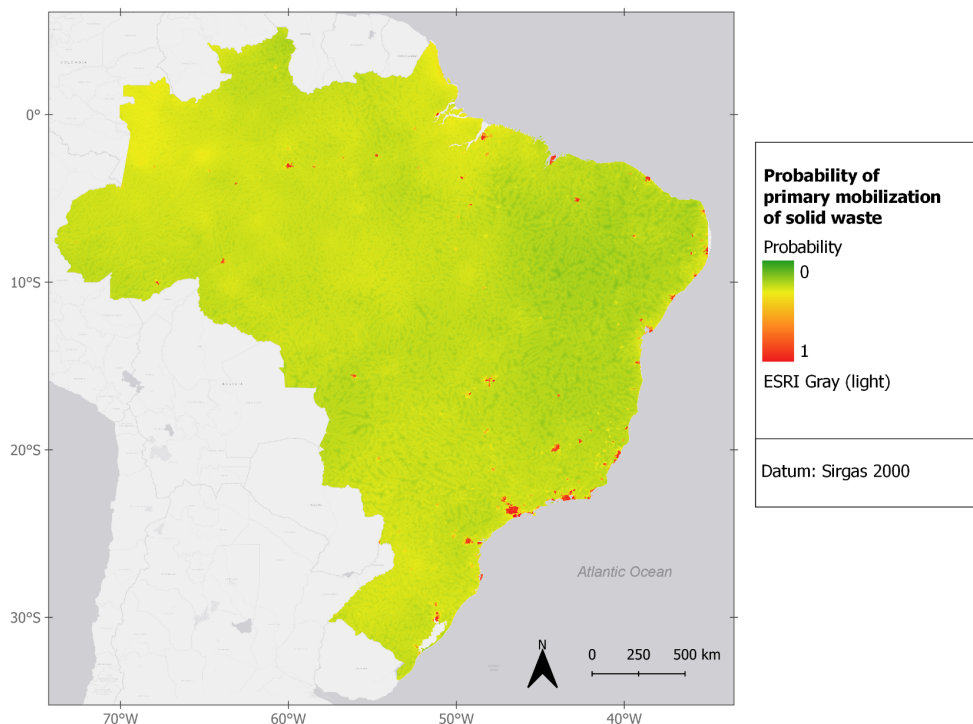 0°
10°S
20°S
30°S
70°W
60°W
50°W
40°W
Atlantic Ocean
N
0 250 500 km
Probability of
primary mobilization
of solid waste
Probability
0
1
ESRI Gray (light)
Datum: Sirgas 2000